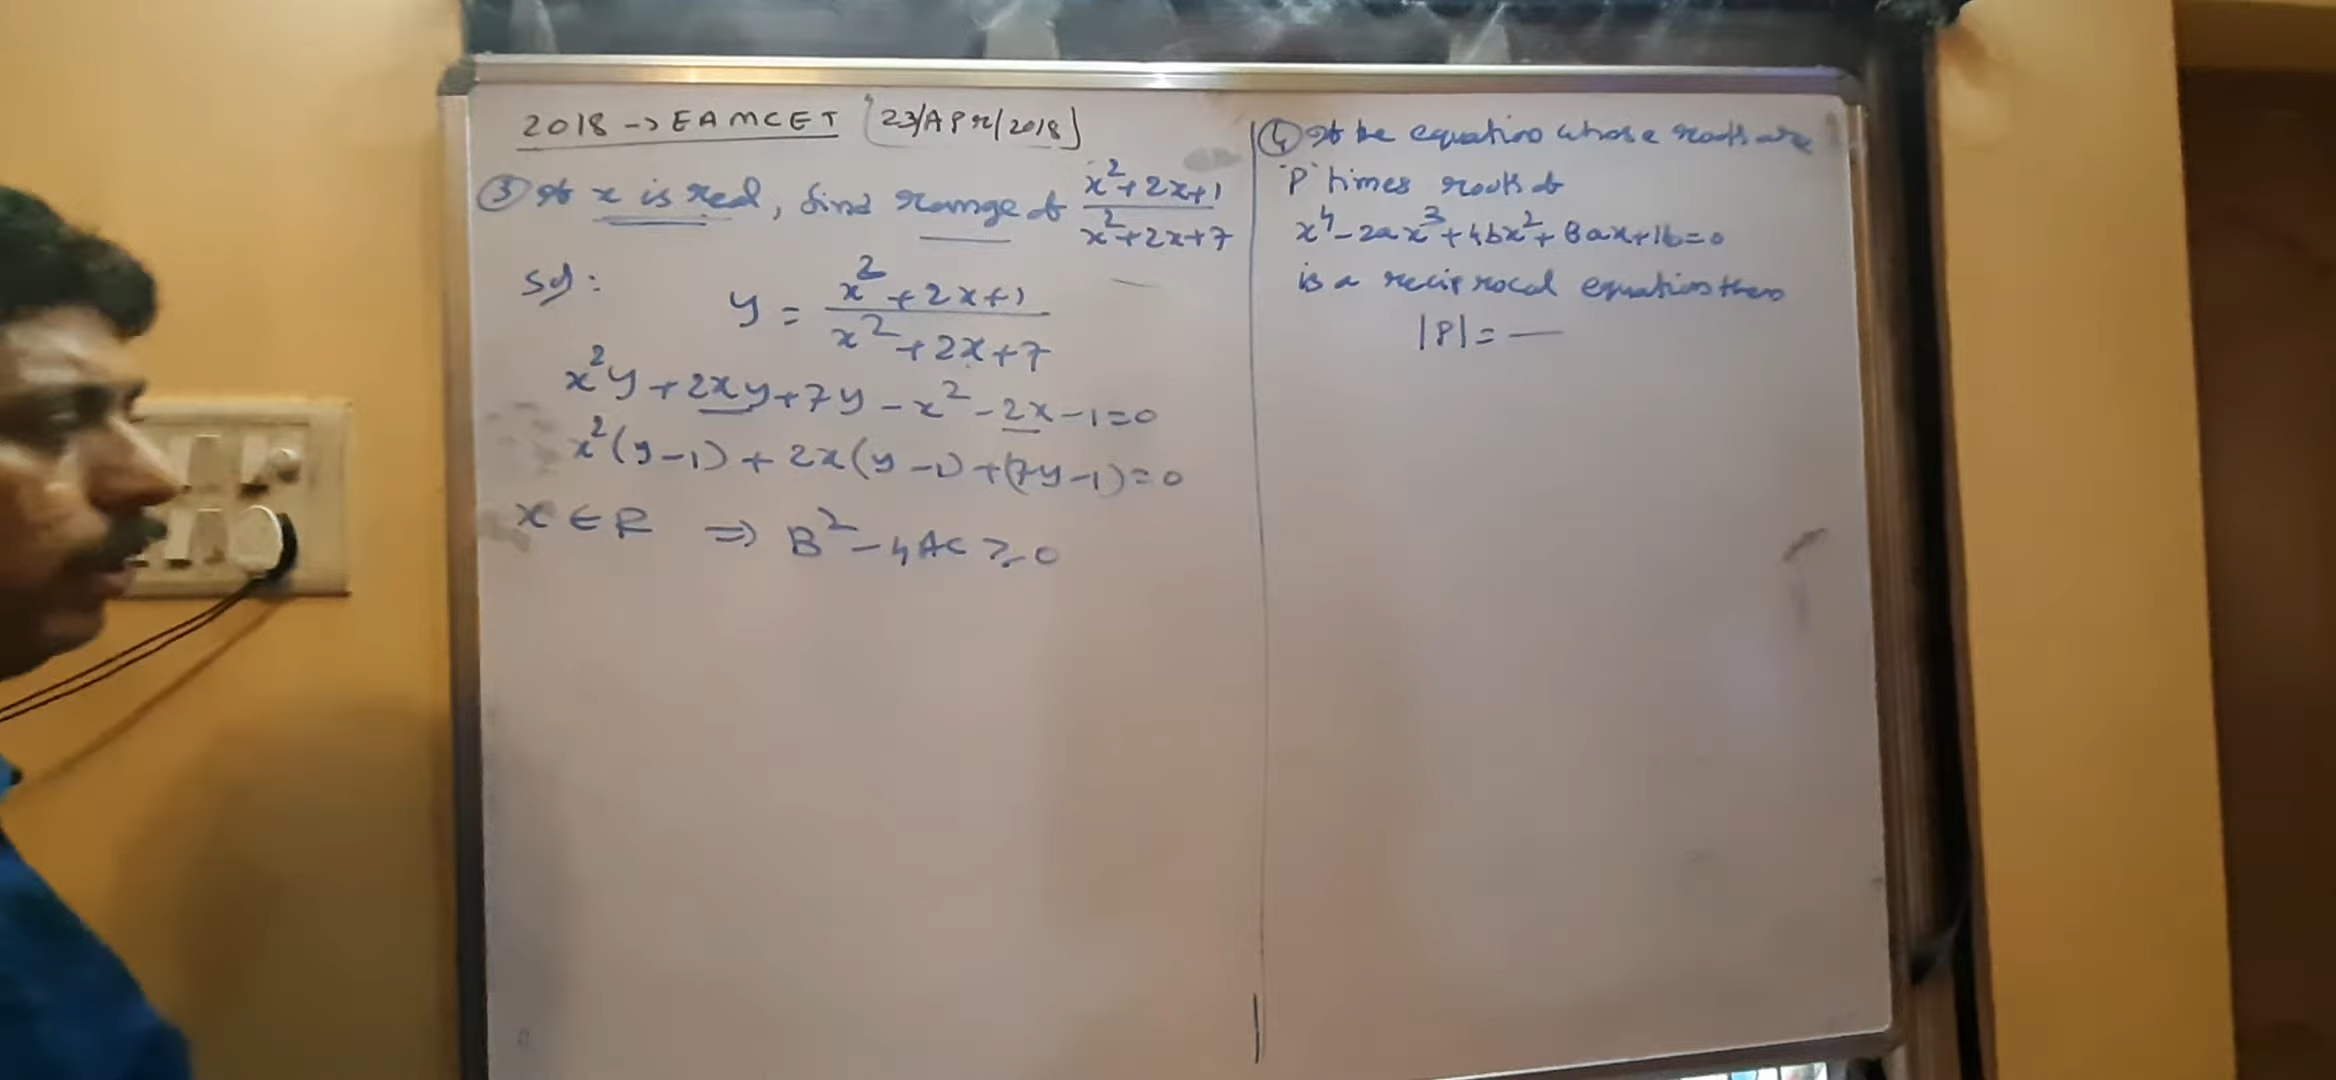 2018 → EAMCET [23/APR/2018]
③ If x is real, find range of (x²+2x+1)/(x²+2x+7)
Sol:
y = (x²+2x+1)/(x²+2x+7)
x²y+2xy+7y-x²-2x-1=0
x²(y-1)+2x(y-1)+(7y-1)=0
x∈R ⇒ B²-4AC≥0
④ If the equation whose roots are
'P' times roots of
x⁴-2ax³+4bx²+8ax+16=0
is a reciprocal equation then
|P|= —